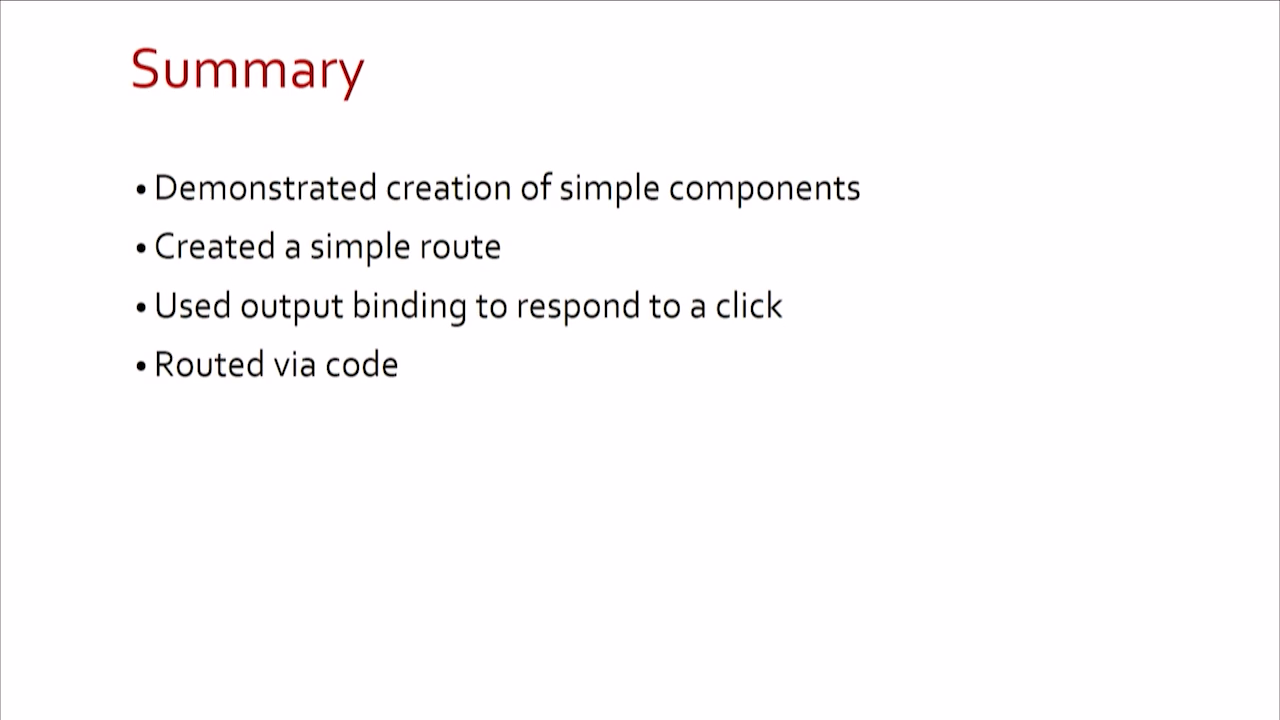 Summary
• Demonstrated creation of simple components
• Created a simple route
• Used output binding to respond to a click
• Routed via code